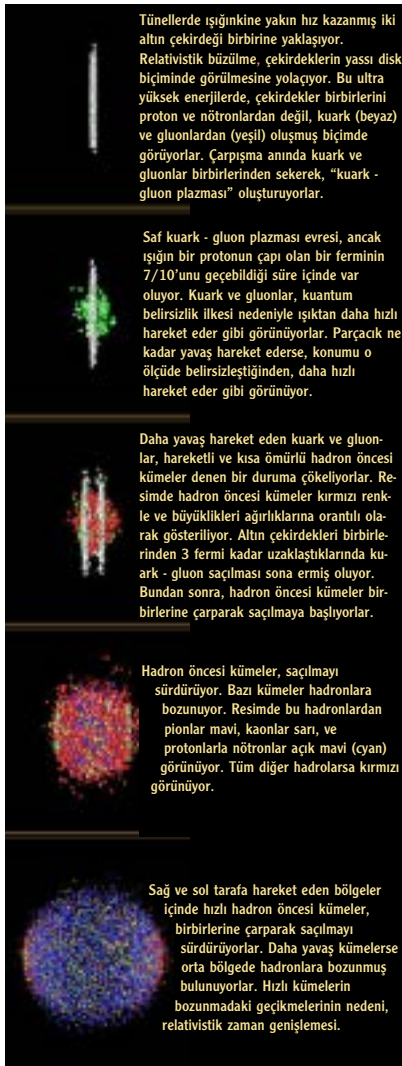 Tünellerde ışığınkine yakın hız kazanmış iki
altın çekirdeği birbirine yaklaşıyor.
Relativistik büzülme, çekirdeklerin yassı disk
biçiminde görülmesine yolaçıyor. Bu ultra
yüksek enerjilerde, çekirdekler birbirlerini
proton ve nötronlardan değil, kuark (beyaz)
ve gluonlardan (yeşil) oluşmuş biçimde
görüyorlar. Çarpışma anında kuark ve
gluonlar birbirlerinden sekerek, “kuark -
gluon plazması” oluşturuyorlar.
Saf kuark - gluon plazması evresi, ancak
ışığın bir protonun çapı olan bir ferminin
7/10’unu geçebildiği süre içinde var
oluyor. Kuark ve gluonlar, kuantum
belirsizlik ilkesi nedeniyle ışıktan daha hızlı
hareket eder gibi görünüyorlar. Parçacık ne
kadar yavaş hareket ederse, konumu o
ölçüde belirsizleştiğinden, daha hızlı
hareket eder gibi görünüyor.
Daha yavaş hareket eden kuark ve gluon-
lar, hareketli ve kısa ömürlü hadron öncesi
kümeler denen bir duruma çökeliyorlar. Re-
simde hadron öncesi kümeler kırmızı renk-
le ve büyüklikleri ağırlıklarına orantılı ola-
rak gösteriliyor. Altın çekirdekleri birbirle-
rinden 3 fermi kadar uzaklaştıklarında ku-
ark - gluon saçılması sona ermiş oluyor.
Bundan sonra, hadron öncesi kümeler bir-
birlerine çarparak saçılmaya başlıyorlar.
Hadron öncesi kümeler, saçılmayı
sürdürüyor. Bazı kümeler hadronlara
bozunuyor. Resimde bu hadronlardan
pionlar mavi, kaonlar sarı, ve
protonlarla nötronlar açık mavi (cyan)
görünüyor. Tüm diğer hadrolarsa kırmızı
görünüyor.
Sağ ve sol tarafa hareket eden bölgeler
içinde hızlı hadron öncesi kümeler,
birbirlerine çarparak saçılmayı
sürdürüyorlar. Daha yavaş kümelerse
orta bölgede hadronlara bozunmuş
bulunuyorlar. Hızlı kümelerin
bozunmadaki geçikmelerinin nedeni,
relativistik zaman genişlemesi.